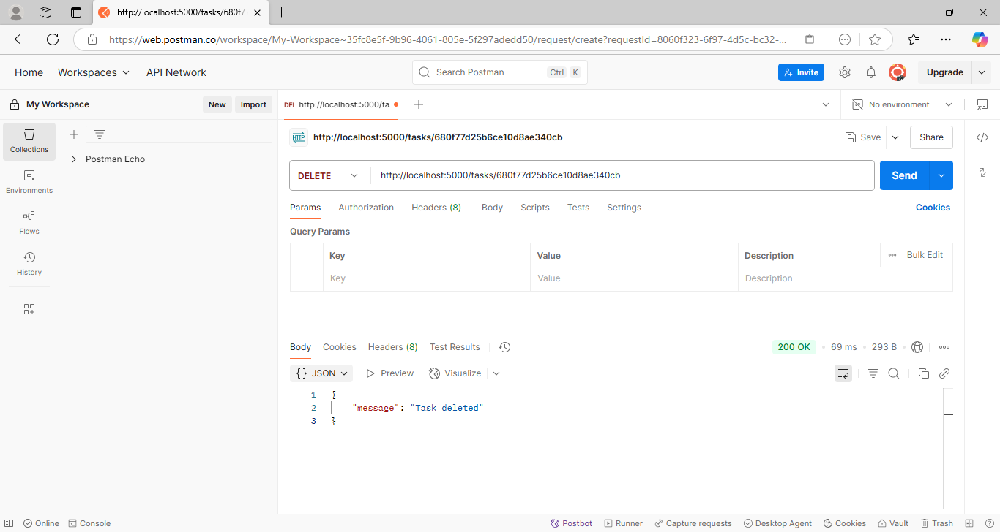 http://localhost:5000/tasks/680f7
https://web.postman.co/workspace/My-Workspace~35fc8e5f-9b96-4061-805e-5f297adedd50/request/create?requestId=8060f323-6f97-4d5c-bc32-...
Home Workspaces API Network Search Postman Ctrl K Invite Upgrade
My Workspace New Import DEL http://localhost:5000/ta No environment
Collections
Environments
Flows
History
Postman Echo
HTTP http://localhost:5000/tasks/680f77d25b6ce10d8ae340cb Save Share
DELETE http://localhost:5000/tasks/680f77d25b6ce10d8ae340cb Send
Params Authorization Headers (8) Body Scripts Tests Settings Cookies
Query Params
Key Value Description Bulk Edit
Key Value Description
Body Cookies Headers (8) Test Results 200 OK 69 ms 293 B
{} JSON Preview Visualize
1 {
2 "message": "Task deleted"
3 }
Online Console Postbot Runner Capture requests Desktop Agent Cookies Vault Trash